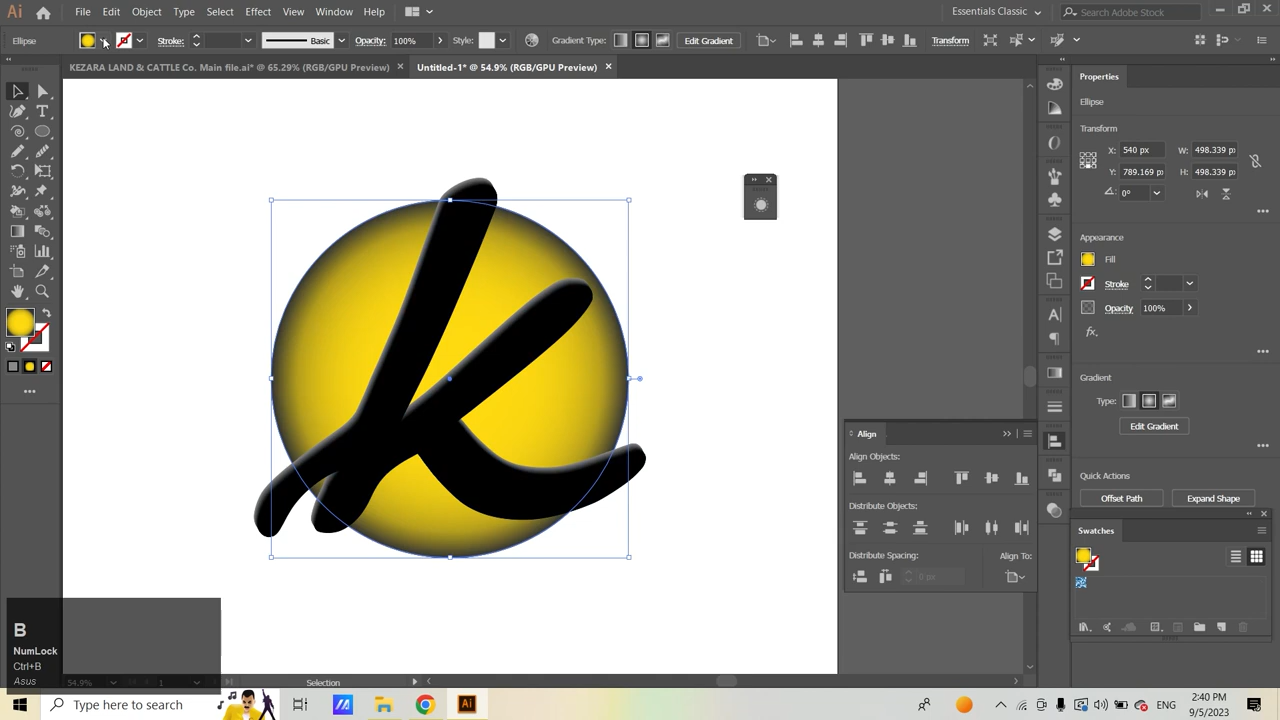 Ai File Edit Object Type Select Effect View Window Help Essentials Classic Search Adobe Stock
Ellipse Stroke: Basic Opacity: 100% Style: Gradient Type: Edit Gradient Transform
KEZARA LAND & CATTLE Co. Main file.ai* @ 65.29% (RGB/GPU Preview) Untitled-1* @ 54.9% (RGB/GPU Preview)
Properties
Ellipse
Transform
X: 540 px W: 498.339 px
Y: 789.169 px H: 498.339 px
0°
Appearance
Fill
Stroke
Opacity 100%
fx.
Gradient
Type:
Edit Gradient
Quick Actions
Offset Path Expand Shape
Align
Align Objects:
Distribute Objects:
Distribute Spacing: Align To:
0 px
Swatches
K
B
NumLock
Ctrl+B
Asus
54.9% 1 Selection
Type here to search
Ai
2:40 PM
9/5/2023